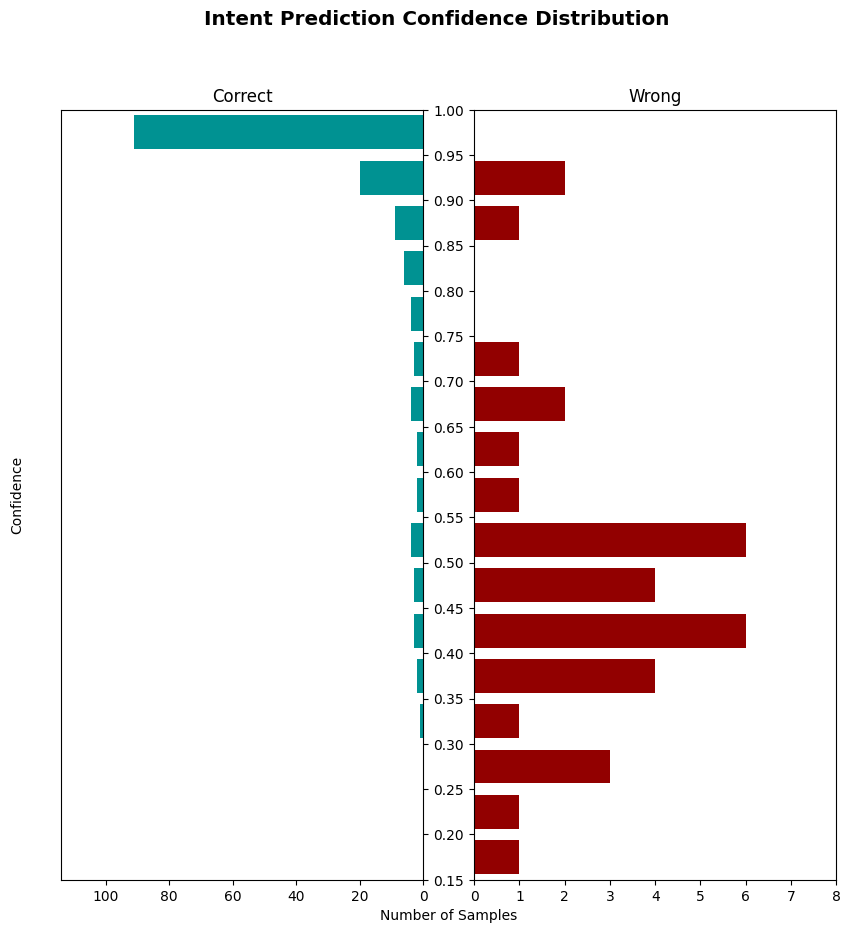 Intent Prediction Confidence Distribution
Correct
Wrong
1.00
0.95
0.90
0.85
0.80
0.75
0.70
0.65
0.60
0.55
0.50
0.45
0.40
0.35
0.30
0.25
0.20
0.15
Confidence
100 80 60 40 20 0
0 1 2 3 4 5 6 7 8
Number of Samples